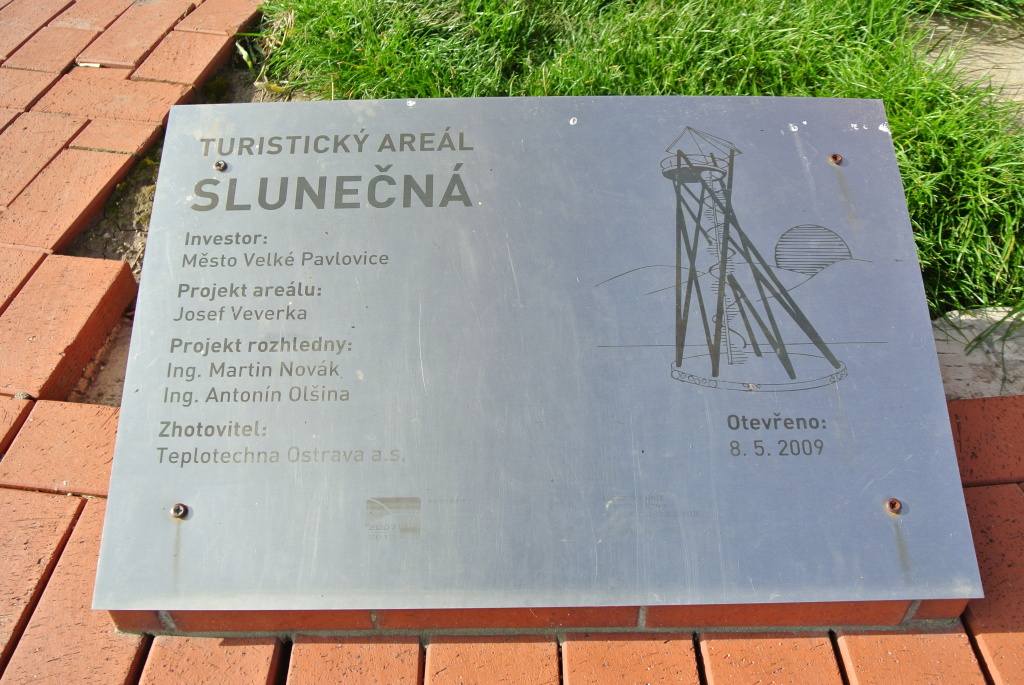 TURISTICKÝ AREÁL
SLUNEČNÁ
Investor:
Město Velké Pavlovice
Projekt areálu:
Josef Veverka
Projekt rozhledny:
Ing. Martin Novák
Ing. Antonín Olšina
Zhotovitel:
Teplotechna Ostrava a.s.
Otevřeno:
8. 5. 2009